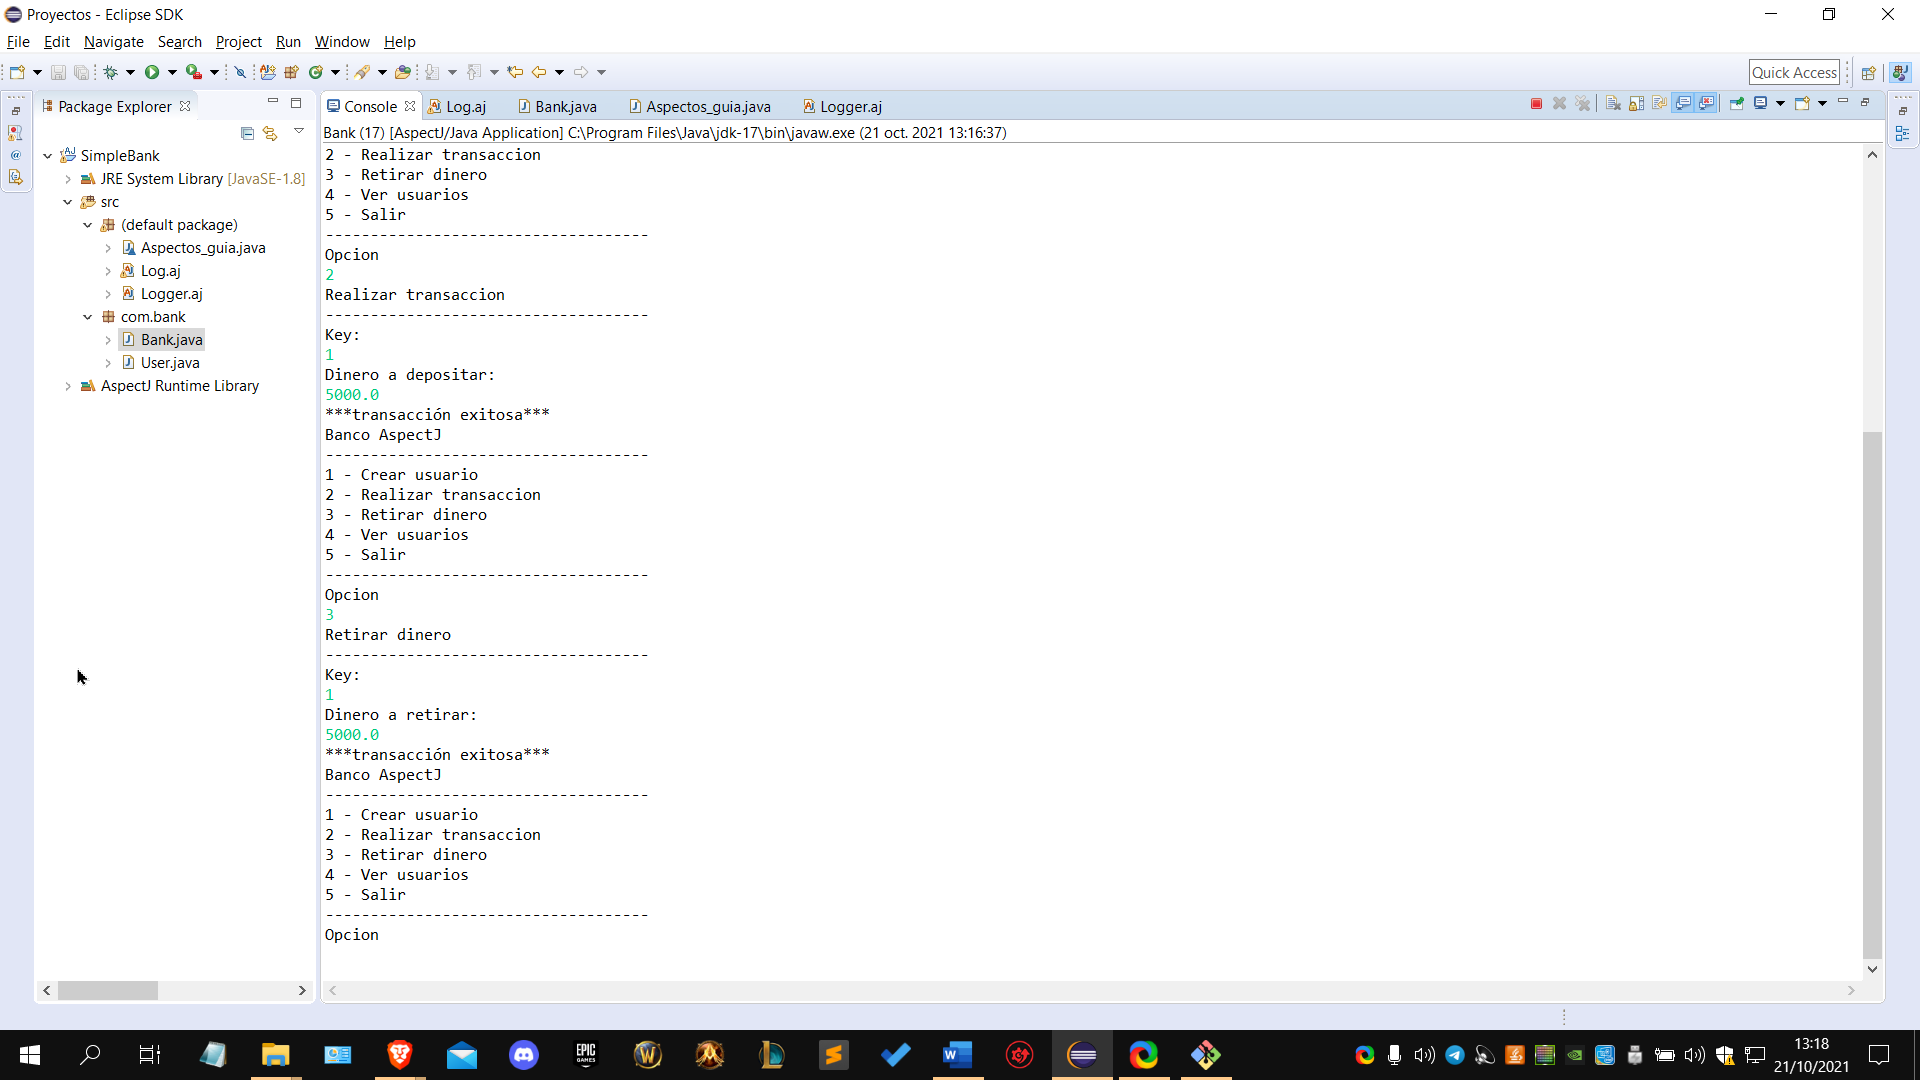 Proyectos - Eclipse SDK
File Edit Navigate Search Project Run Window Help
Quick Access
Package Explorer
SimpleBank
JRE System Library [JavaSE-1.8]
src
(default package)
Aspectos_guia.java
Log.aj
Logger.aj
com.bank
Bank.java
User.java
AspectJ Runtime Library
Console Log.aj Bank.java Aspectos_guia.java Logger.aj
Bank (17) [AspectJ/Java Application] C:\Program Files\Java\jdk-17\bin\javaw.exe (21 oct. 2021 13:16:37)
2 - Realizar transaccion
3 - Retirar dinero
4 - Ver usuarios
5 - Salir
------------------------------------
Opcion
2
Realizar transaccion
------------------------------------
Key:
1
Dinero a depositar:
5000.0
***transacción exitosa***
Banco AspectJ
------------------------------------
1 - Crear usuario
2 - Realizar transaccion
3 - Retirar dinero
4 - Ver usuarios
5 - Salir
------------------------------------
Opcion
3
Retirar dinero
------------------------------------
Key:
1
Dinero a retirar:
5000.0
***transacción exitosa***
Banco AspectJ
------------------------------------
1 - Crear usuario
2 - Realizar transaccion
3 - Retirar dinero
4 - Ver usuarios
5 - Salir
------------------------------------
Opcion
EPIC
GAMES
13:18
21/10/2021